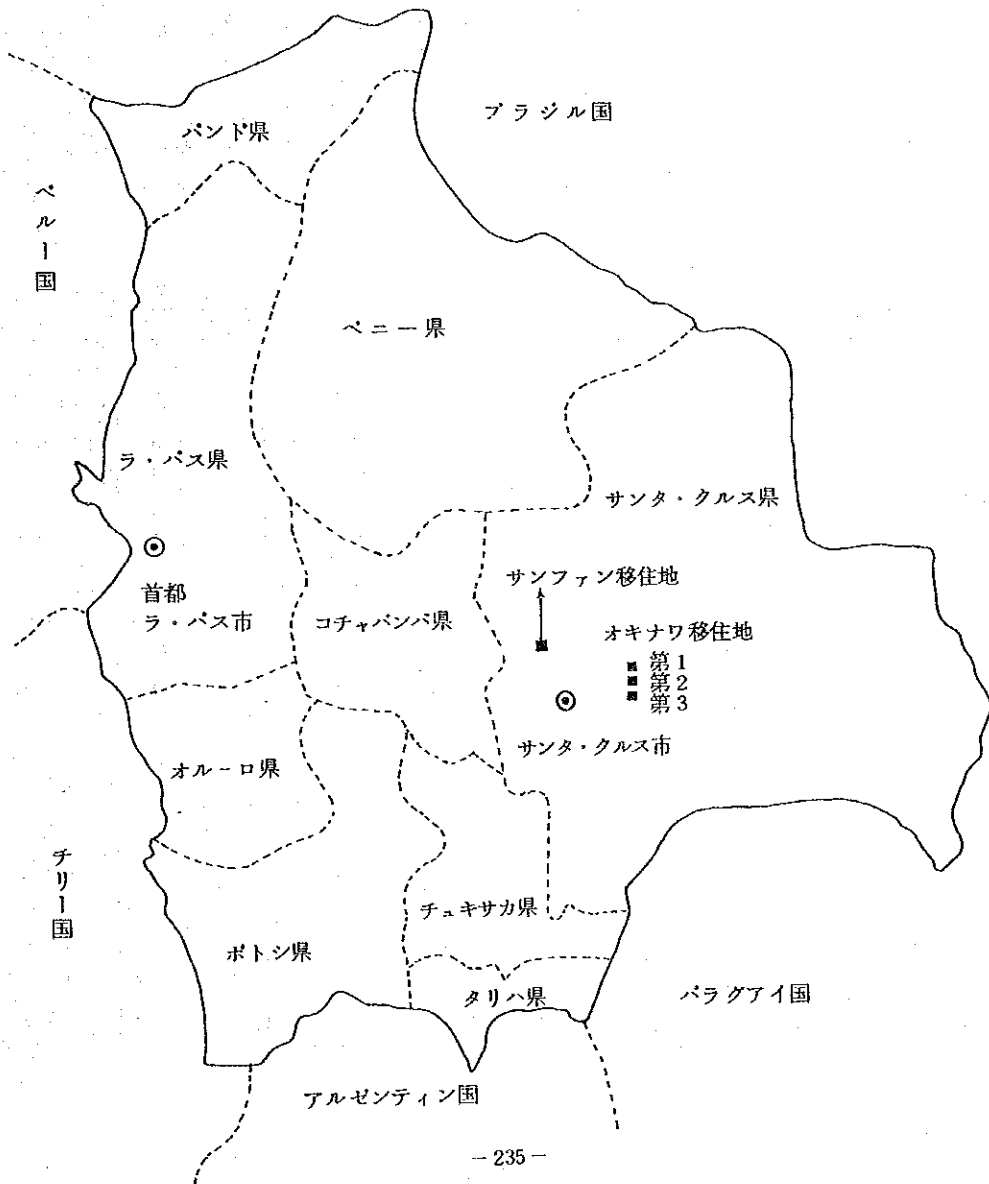 ブラジル国
パンド県
ペルー国
ベニー県
ラ・パス県
サンタ・クルス県
首都
ラ・パス市
サンファン移住地
コチャバンバ県
オキナワ移住地
第1
第2
第3
サンタ・クルス市
オルーロ県
チリー国
チュキサカ県
ポトシ県
タリハ県
パラグアイ国
アルゼンティン国
－235－